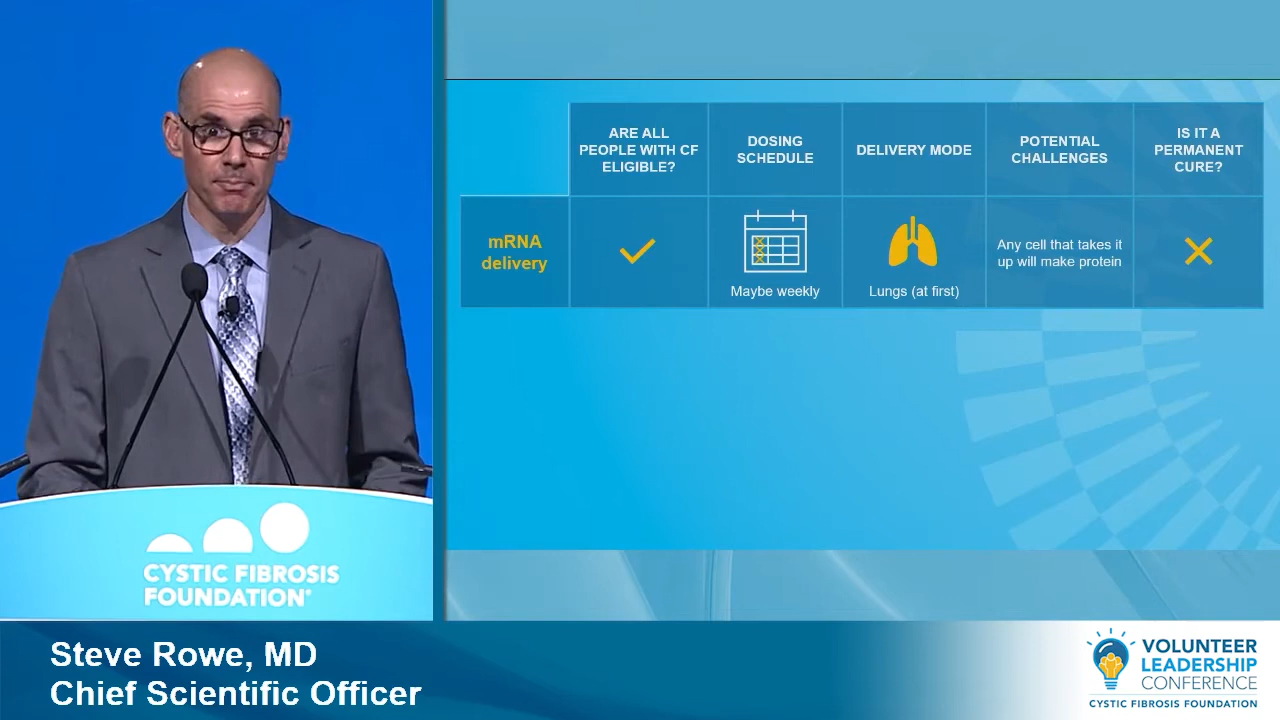 ARE ALL
PEOPLE WITH CF
ELIGIBLE?
DOSING
SCHEDULE
DELIVERY MODE
POTENTIAL
CHALLENGES
IS IT A
PERMANENT
CURE?
mRNA
delivery
Maybe weekly
Lungs (at first)
Any cell that takes it
up will make protein
CYSTIC FIBROSIS
FOUNDATION®
Steve Rowe, MD
Chief Scientific Officer
VOLUNTEER
LEADERSHIP
CONFERENCE
CYSTIC FIBROSIS FOUNDATION